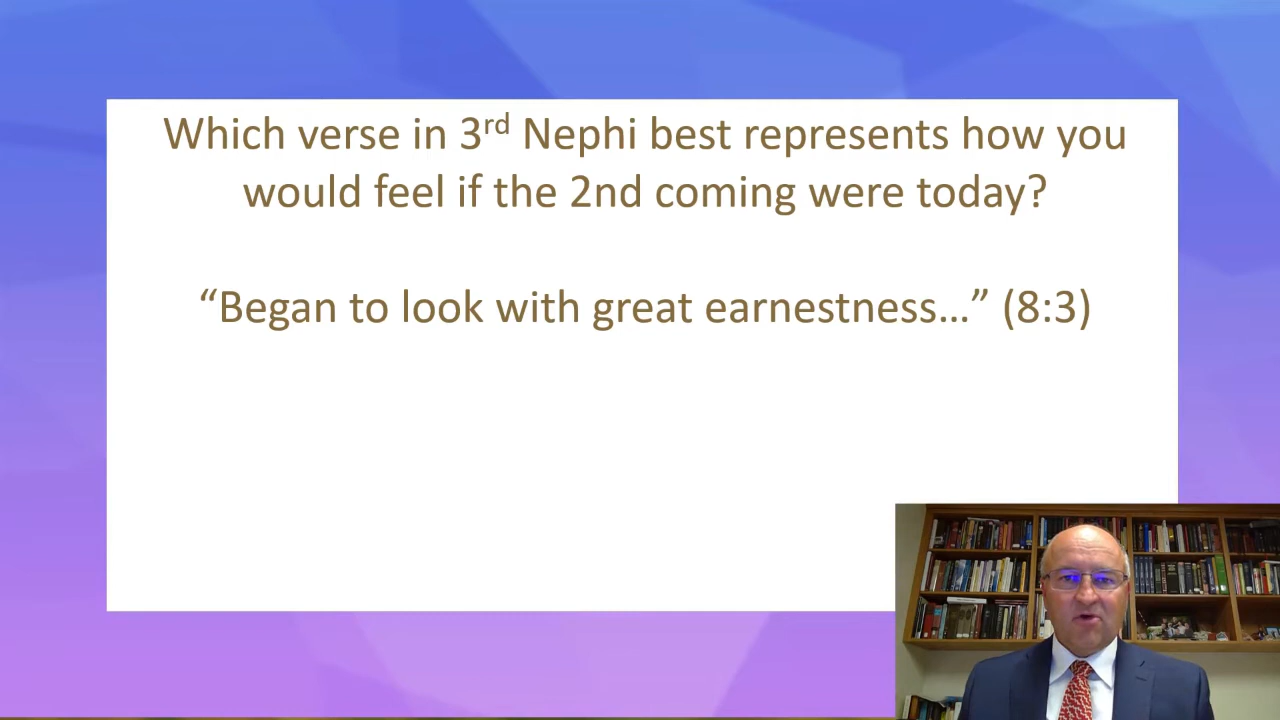 Which verse in 3rd Nephi best represents how you
would feel if the 2nd coming were today?
“Began to look with great earnestness…” (8:3)